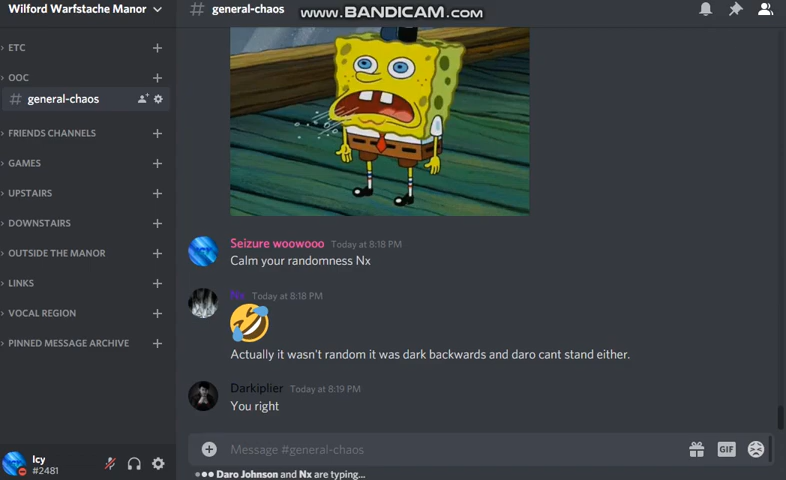 Wilford Warfstache Manor
# general-chaos
www.BANDICAM.com
ETC
OOC
# general-chaos
FRIENDS CHANNELS
GAMES
UPSTAIRS
DOWNSTAIRS
OUTSIDE THE MANOR
LINKS
VOCAL REGION
PINNED MESSAGE ARCHIVE
Icy
#2481
Seizure woowooo Today at 8:18 PM
Calm your randomness Nx
Nx Today at 8:18 PM
🤣
Actually it wasn't random it was dark backwards and daro cant stand either.
Darkiplier Today at 8:19 PM
You right
Message #general-chaos
GIF
Daro Johnson and Nx are typing...